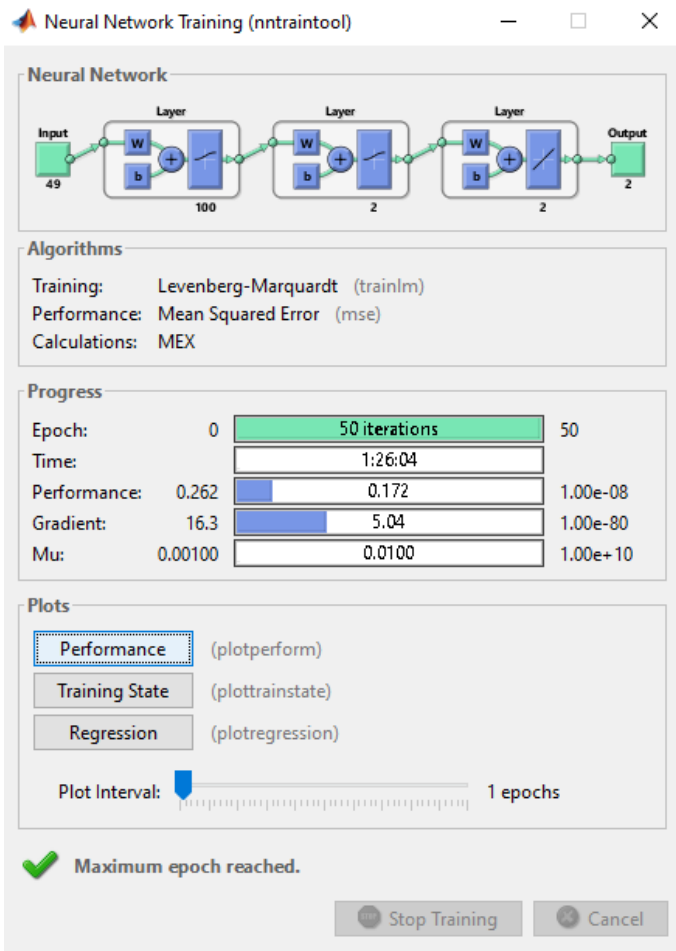 Neural Network Training (nntraintool)
Neural Network
Layer Layer Layer
Input Output
W W W
b b b
+ + +
49 2
100 2 2
Algorithms
Training: Levenberg-Marquardt (trainlm)
Performance: Mean Squared Error (mse)
Calculations: MEX
Progress
Epoch: 0 50 iterations 50
Time: 1:26:04
Performance: 0.262 0.172 1.00e-08
Gradient: 16.3 5.04 1.00e-80
Mu: 0.00100 0.0100 1.00e+10
Plots
Performance (plotperform)
Training State (plottrainstate)
Regression (plotregression)
Plot Interval: 1 epochs
Maximum epoch reached.
Stop Training Cancel